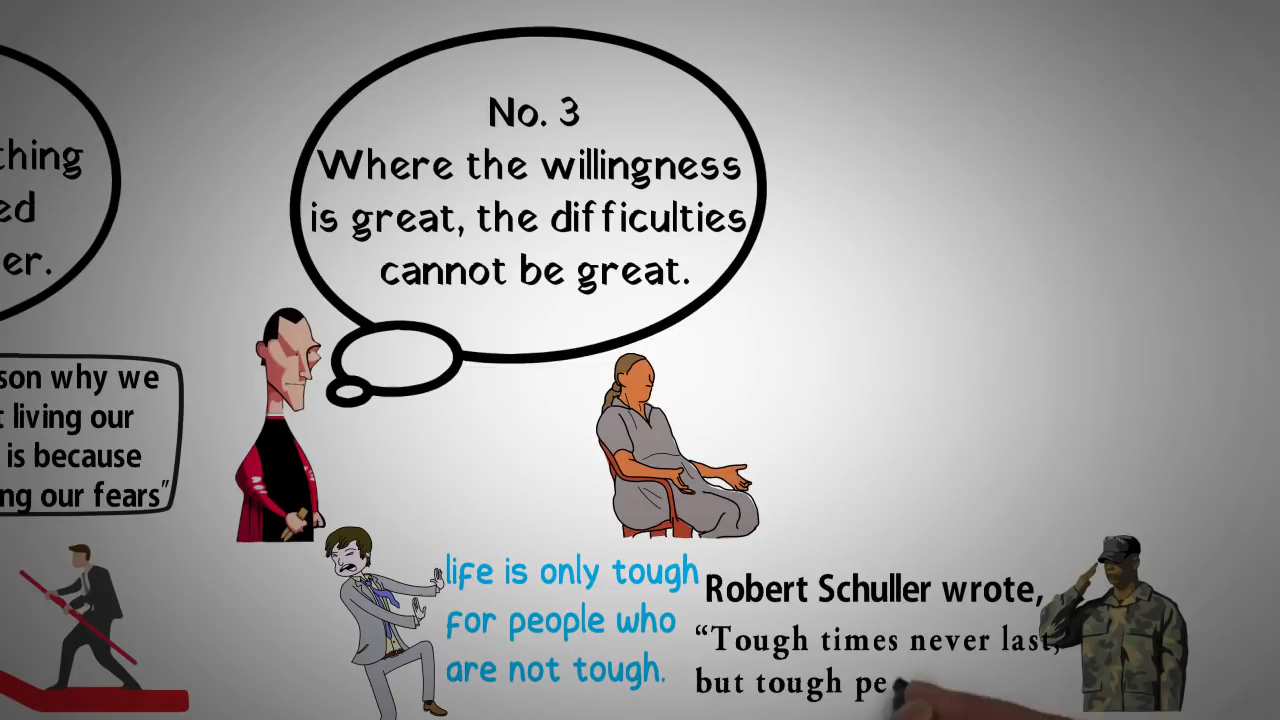 thing
ed
er.
No. 3
Where the willingness
is great, the difficulties
cannot be great.
son why we
t living our
is because
ng our fears"
life is only tough
for people who
are not tough.
Robert Schuller wrote,
“Tough times never last,
but tough pe